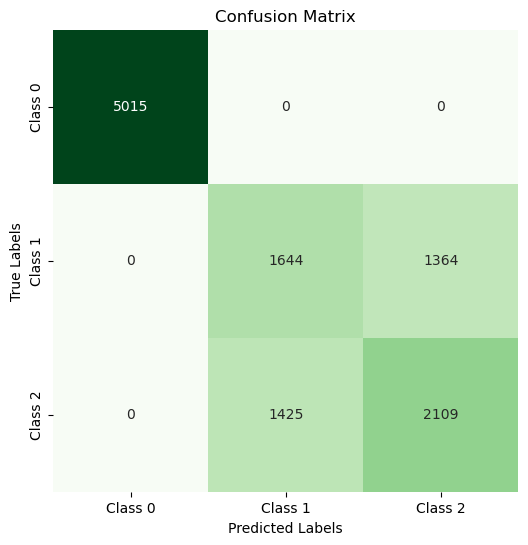 Confusion Matrix
Class 0
5015 0 0
True Labels
Class 1
0 1644 1364
Class 2
0 1425 2109
Class 0 Class 1 Class 2
Predicted Labels